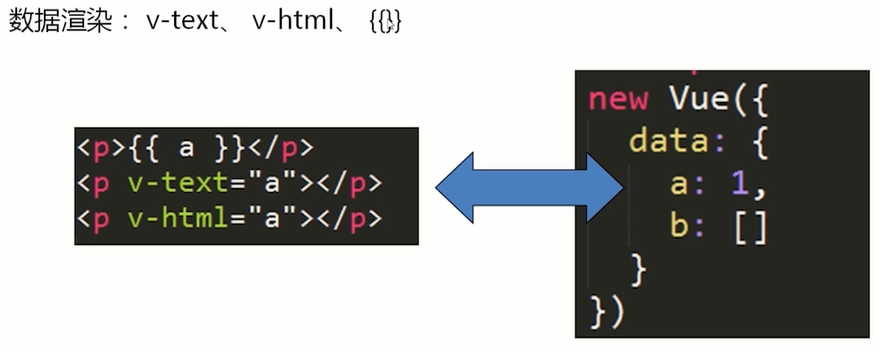 数据渲染：v-text、 v-html、 {{}}
<p>{{ a }}</p>
<p v-text="a"></p>
<p v-html="a"></p>
new Vue({
data: {
a: 1,
b: []
}
})